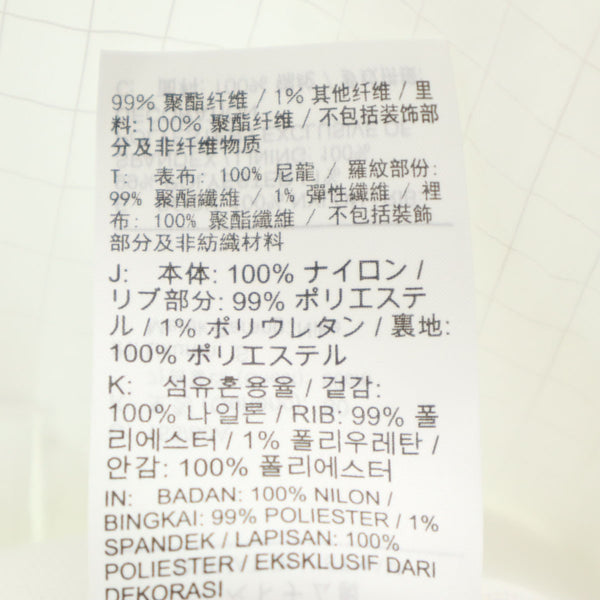 99% 聚酯纤维 / 1% 其他纤维 / 里
料: 100% 聚酯纤维 / 不包括装饰部
分及非纤维物质
T: 表布: 100% 尼龍 / 羅紋部份:
99% 聚酯纖維 / 1% 彈性纖維 / 裡
布: 100% 聚酯纖維 / 不包括裝飾
部分及非紡織材料
J: 本体: 100% ナイロン /
リブ部分: 99% ポリエステ
ル / 1% ポリウレタン / 裏地:
100% ポリエステル
K: 섬유혼용율 / 겉감:
100% 나일론 / RIB: 99% 폴
리에스터 / 1% 폴리우레탄 /
안감: 100% 폴리에스터
IN: BADAN: 100% NILON /
BINGKAI: 99% POLIESTER / 1%
SPANDEK / LAPISAN: 100%
POLIESTER / EKSKLUSIF DARI
DEKORASI